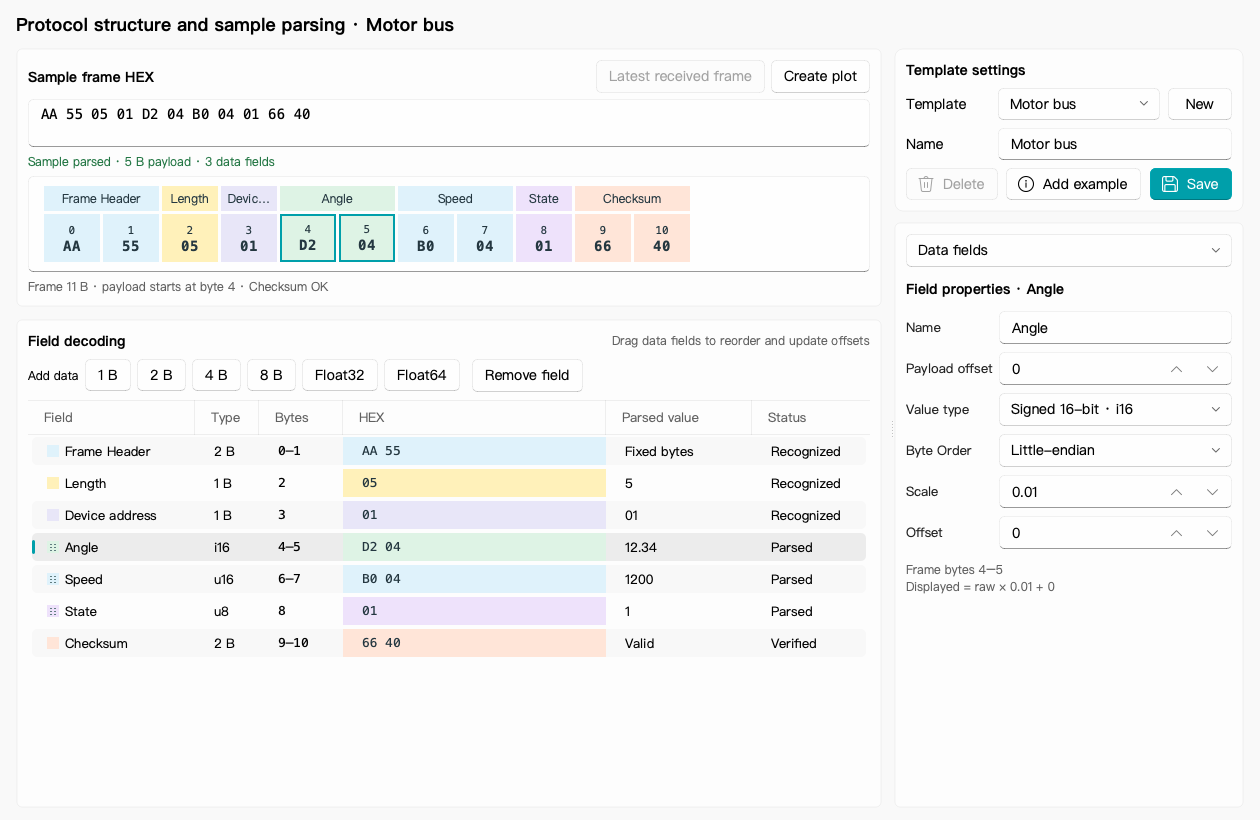 Protocol structure and sample parsing · Motor bus
Sample frame HEX
Latest received frame
Create plot
AA 55 05 01 D2 04 B0 04 01 66 40
Sample parsed · 5 B payload · 3 data fields
Frame Header Length Devic... Angle Speed State Checksum
0 1 2 3 4 5 6 7 8 9 10
AA 55 05 01 D2 04 B0 04 01 66 40
Frame 11 B · payload starts at byte 4 · Checksum OK
Field decoding
Drag data fields to reorder and update offsets
Add data 1 B 2 B 4 B 8 B Float32 Float64 Remove field
Field Type Bytes HEX Parsed value Status
Frame Header 2 B 0–1 AA 55 Fixed bytes Recognized
Length 1 B 2 05 5 Recognized
Device address 1 B 3 01 01 Recognized
Angle i16 4–5 D2 04 12.34 Parsed
Speed u16 6–7 B0 04 1200 Parsed
State u8 8 01 1 Parsed
Checksum 2 B 9–10 66 40 Valid Verified
Template settings
Template Motor bus New
Name Motor bus
Delete Add example Save
Data fields
Field properties · Angle
Name Angle
Payload offset 0
Value type Signed 16-bit · i16
Byte Order Little-endian
Scale 0.01
Offset 0
Frame bytes 4–5
Displayed = raw × 0.01 + 0